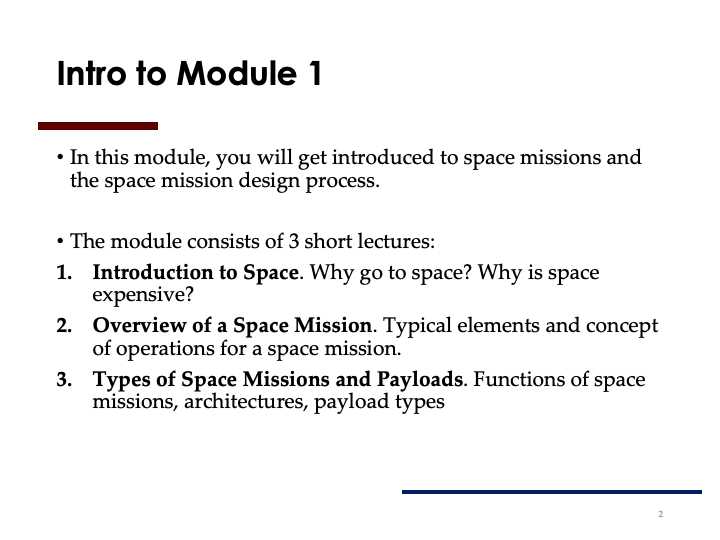 Intro to Module 1
• In this module, you will get introduced to space missions and
the space mission design process.
• The module consists of 3 short lectures:
1. Introduction to Space. Why go to space? Why is space
expensive?
2. Overview of a Space Mission. Typical elements and concept
of operations for a space mission.
3. Types of Space Missions and Payloads. Functions of space
missions, architectures, payload types
2